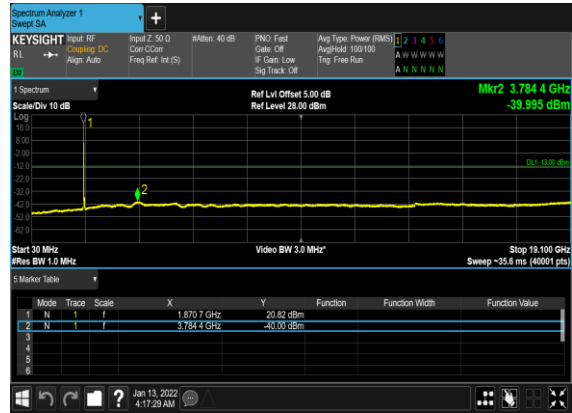 Spectrum Analyzer 1
Swept SA
+
KEYSIGHT Input: RF Input Z: 50 Ω #Atten: 40 dB PNO: Fast Avg Type: Power (RMS) 1 2 3 4 5 6
RL Coupling: DC Corr CCorr Gate: Off Avg|Hold: 100/100 A W W W W W
Align: Auto Freq Ref: Int (S) IF Gain: Low Trig: Free Run
LW Sig Track: Off A N N N N N
1 Spectrum Ref Lvl Offset 5.00 dB Mkr2 3.784 4 GHz
Scale/Div 10 dB Ref Level 28.00 dBm -39.995 dBm
Log
18.0
8.00
-2.00
-12.0
-22.0
-32.0
-42.0
-52.0
-62.0
1
2
DL1 -13.00 dBm
Start 30 MHz Video BW 3.0 MHz* Stop 19.100 GHz
#Res BW 1.0 MHz Sweep ~35.6 ms (40001 pts)
5 Marker Table
Mode Trace Scale X Y Function Function Width Function Value
1 N 1 f 1.870 7 GHz 20.82 dBm
2 N 1 f 3.784 4 GHz -40.00 dBm
3
4
5
6
? Jan 13, 2022
4:17:29 AM